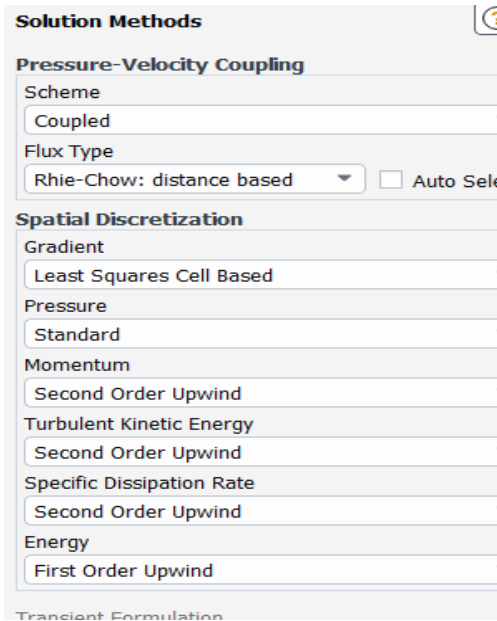 Solution Methods
Pressure-Velocity Coupling
Scheme
Coupled
Flux Type
Rhie-Chow: distance based Auto Sele
Spatial Discretization
Gradient
Least Squares Cell Based
Pressure
Standard
Momentum
Second Order Upwind
Turbulent Kinetic Energy
Second Order Upwind
Specific Dissipation Rate
Second Order Upwind
Energy
First Order Upwind
Transient Formulation